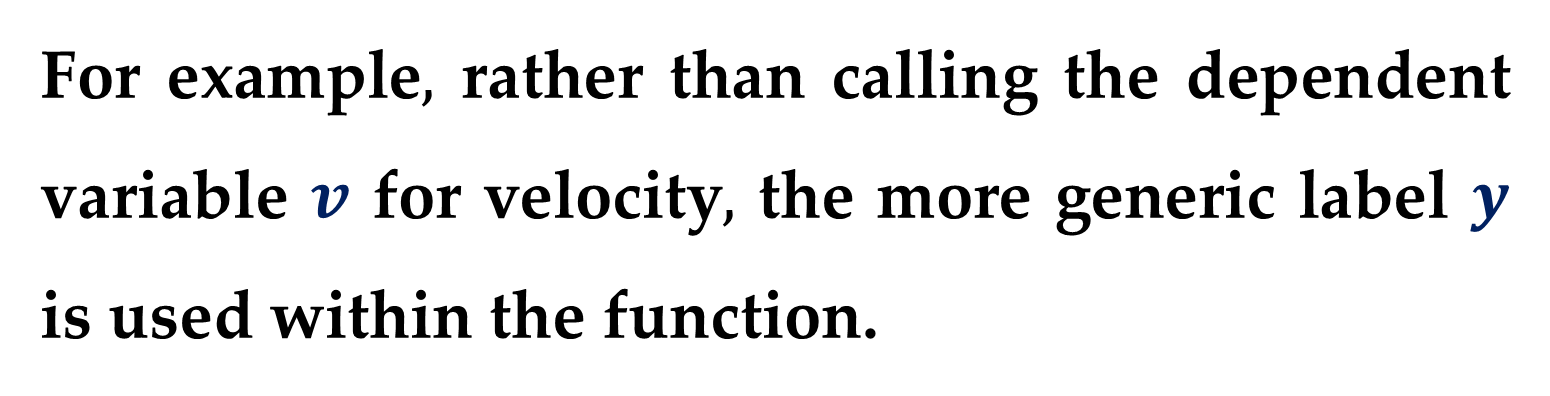 For example, rather than calling the dependent
variable v for velocity, the more generic label y
is used within the function.